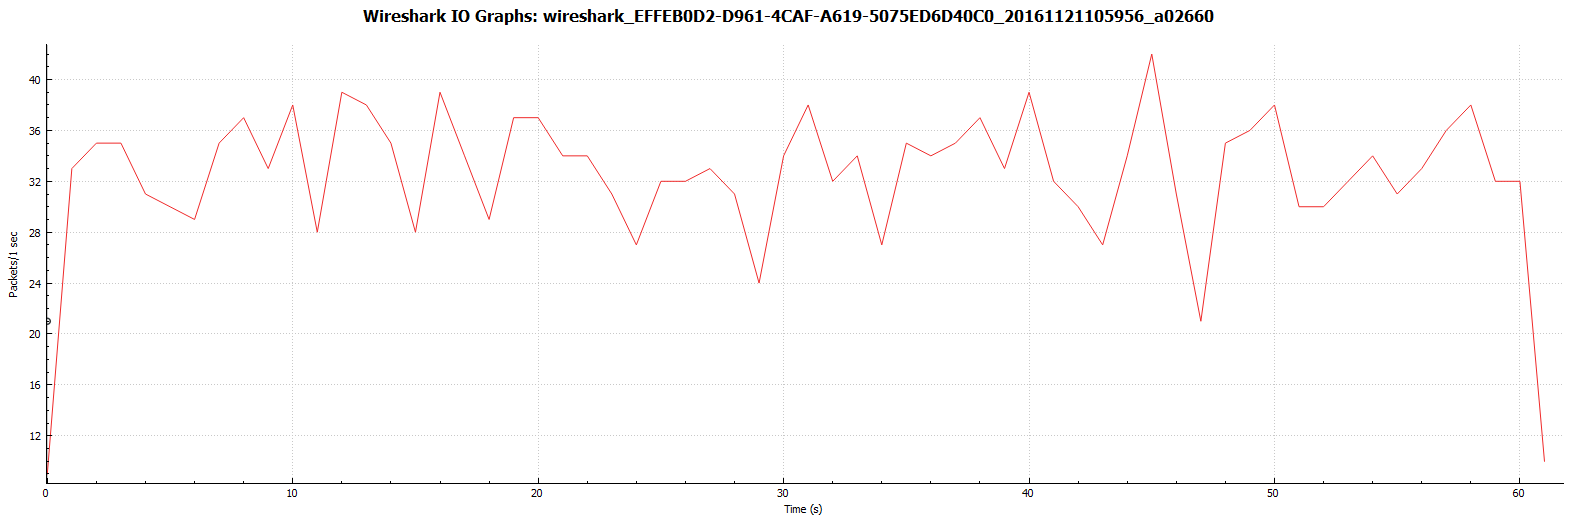 Wireshark IO Graphs: wireshark_EFFEB0D2-D961-4CAF-A619-5075ED6D40C0_20161121105956_a02660
40
36
32
28
24
20
16
12
Packets/1 sec
0 10 20 30 40 50 60
Time (s)